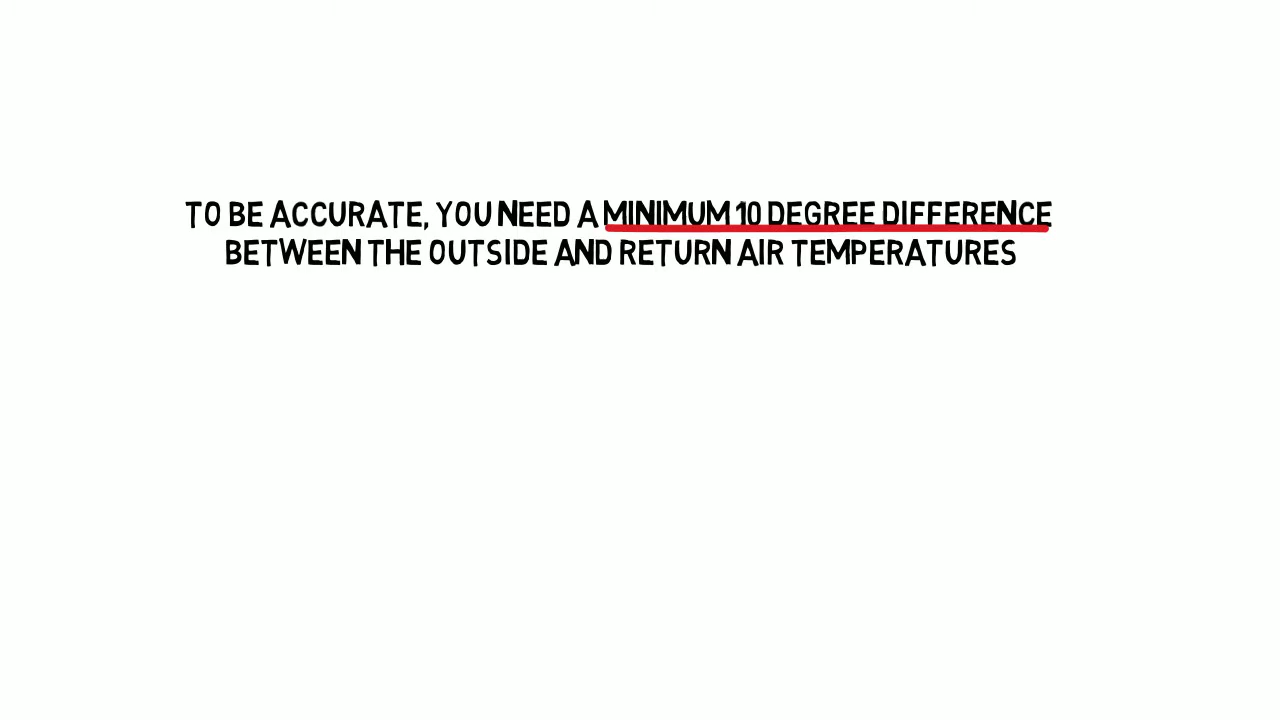 TO BE ACCURATE, YOU NEED A MINIMUM 10 DEGREE DIFFERENCE
BETWEEN THE OUTSIDE AND RETURN AIR TEMPERATURES